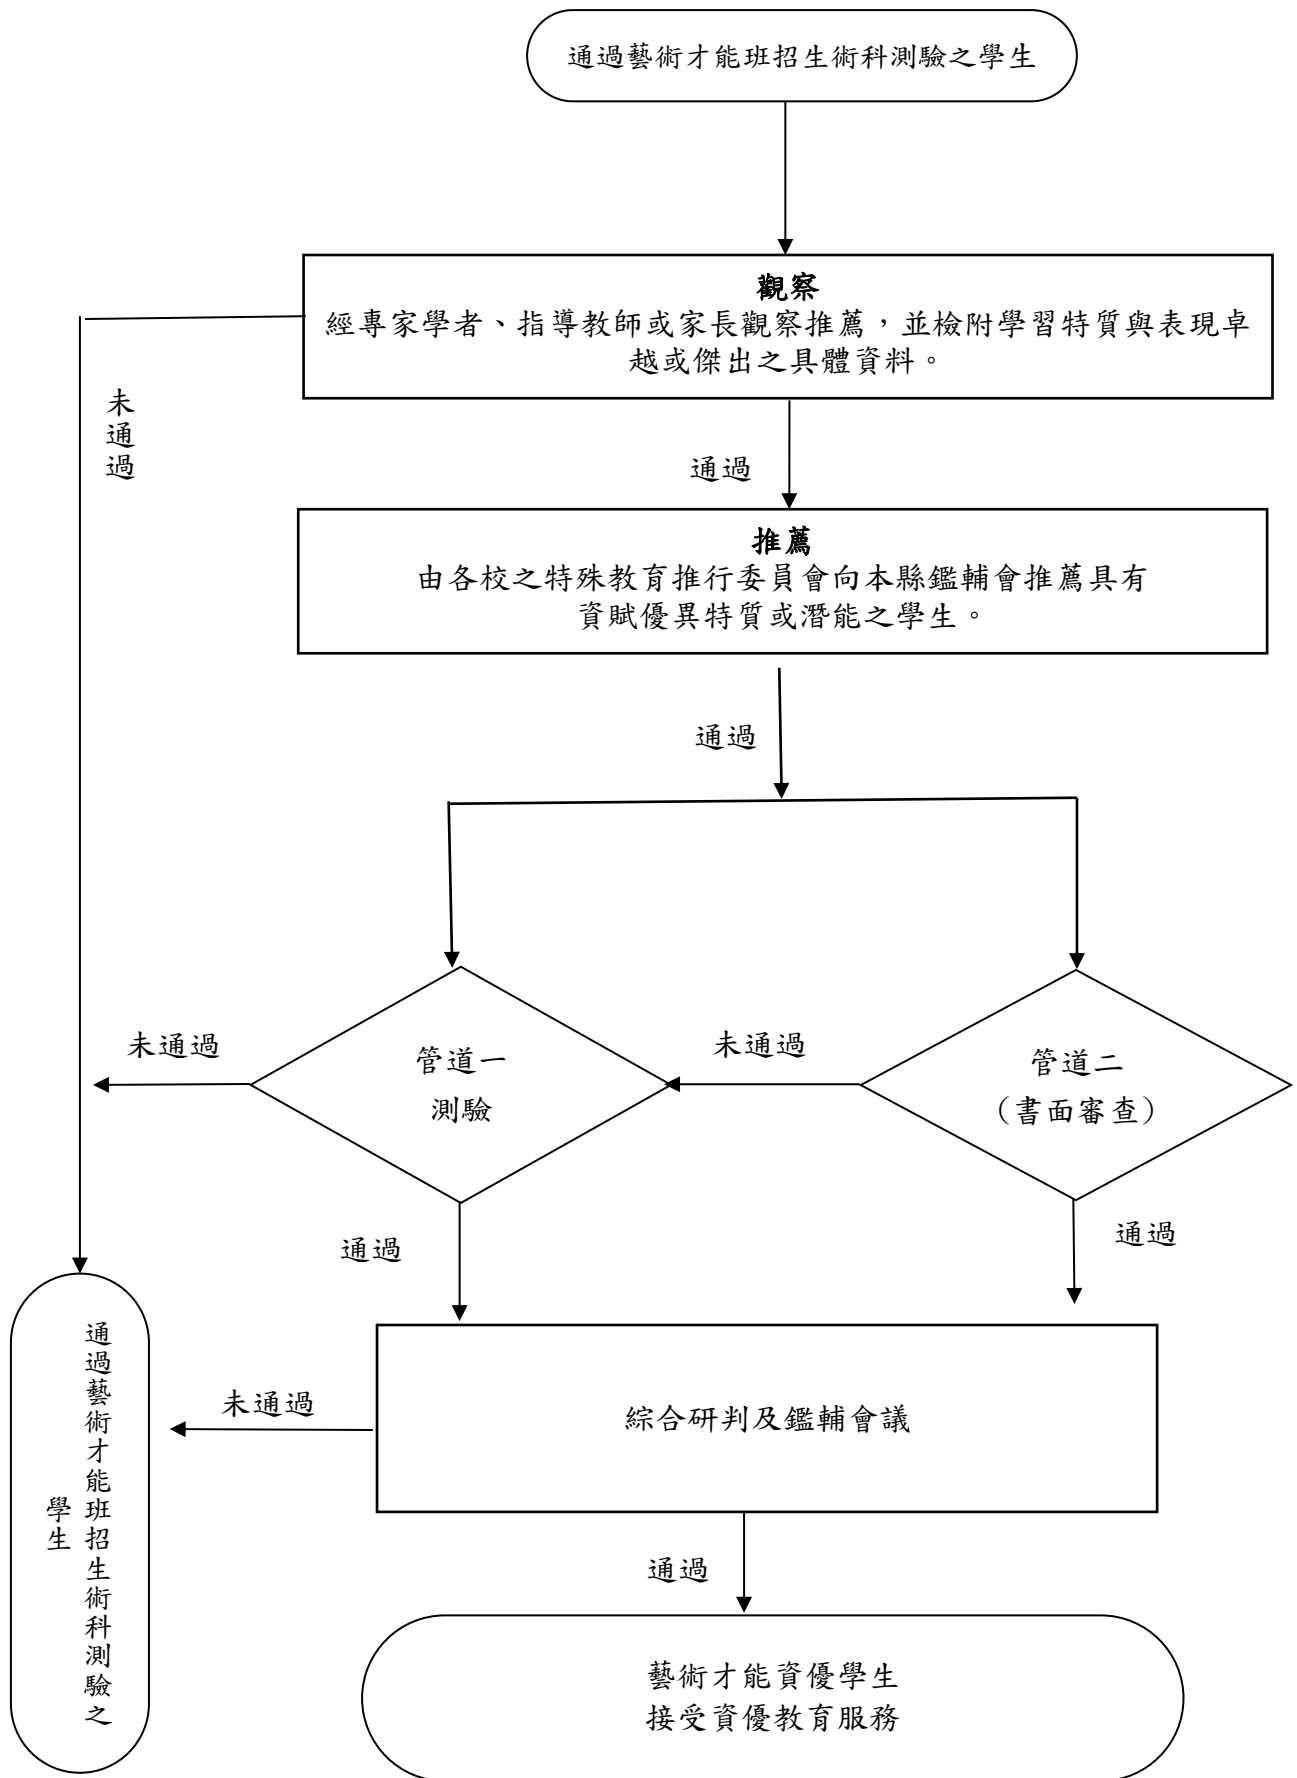 通過藝術才能班招生術科測驗之學生
觀察
經專家學者、指導教師或家長觀察推薦，並檢附學習特質與表現卓
越或傑出之具體資料。
未通過
通過
推薦
由各校之特殊教育推行委員會向本縣鑑輔會推薦具有
資賦優異特質或潛能之學生。
通過
未通過
管道一
測驗
未通過
管道二
（書面審查）
通過
通過
通過藝術才能班招生術科測驗之
學生
未通過
綜合研判及鑑輔會議
通過
藝術才能資優學生
接受資優教育服務